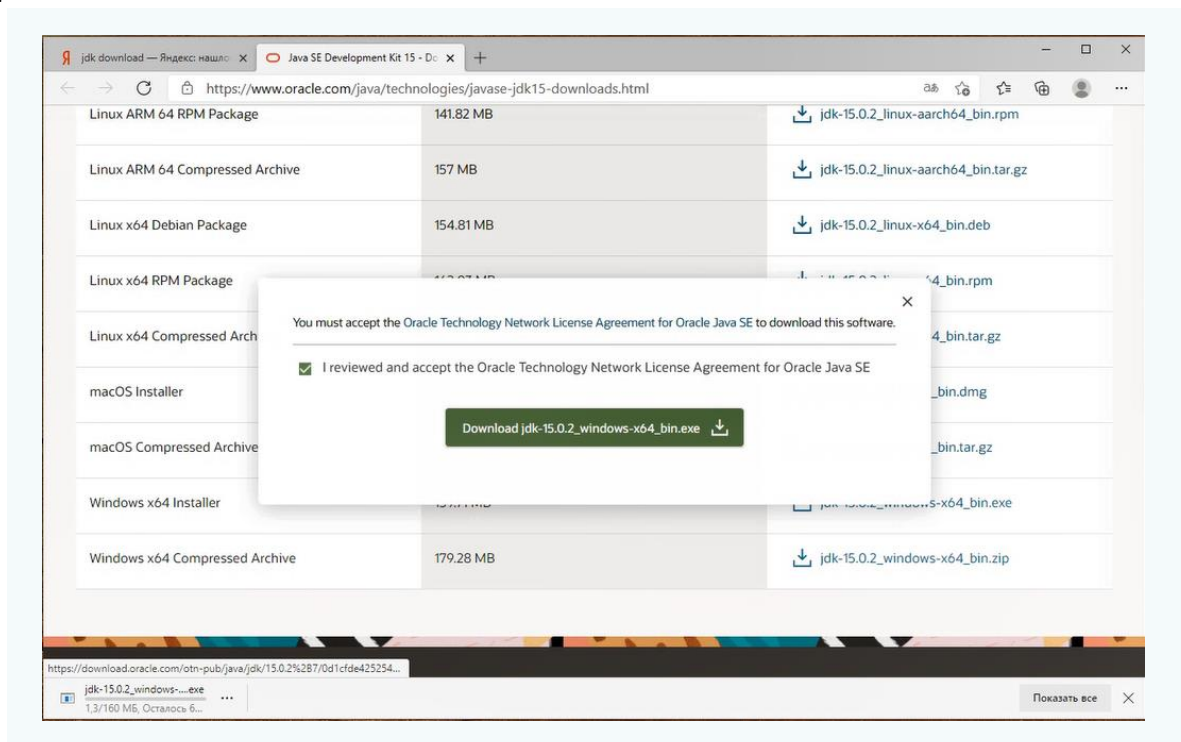 jdk download — Яндекс: нашло
Java SE Development Kit 15 - Dc
https://www.oracle.com/java/technologies/javase-jdk15-downloads.html
Linux ARM 64 RPM Package 141.82 MB jdk-15.0.2_linux-aarch64_bin.rpm
Linux ARM 64 Compressed Archive 157 MB jdk-15.0.2_linux-aarch64_bin.tar.gz
Linux x64 Debian Package 154.81 MB jdk-15.0.2_linux-x64_bin.deb
Linux x64 RPM Package 4_bin.rpm
You must accept the Oracle Technology Network License Agreement for Oracle Java SE to download this software.
Linux x64 Compressed Arch 4_bin.tar.gz
I reviewed and accept the Oracle Technology Network License Agreement for Oracle Java SE
macOS Installer _bin.dmg
Download jdk-15.0.2_windows-x64_bin.exe
macOS Compressed Archive _bin.tar.gz
Windows x64 Installer jdk-15.0.2_windows-x64_bin.exe
Windows x64 Compressed Archive 179.28 MB jdk-15.0.2_windows-x64_bin.zip
https://download.oracle.com/otn-pub/java/jdk/15.0.2%2B7/0d1cfde425254...
jdk-15.0.2_windows-....exe
1,3/160 МБ, Осталось 6...
Показать все